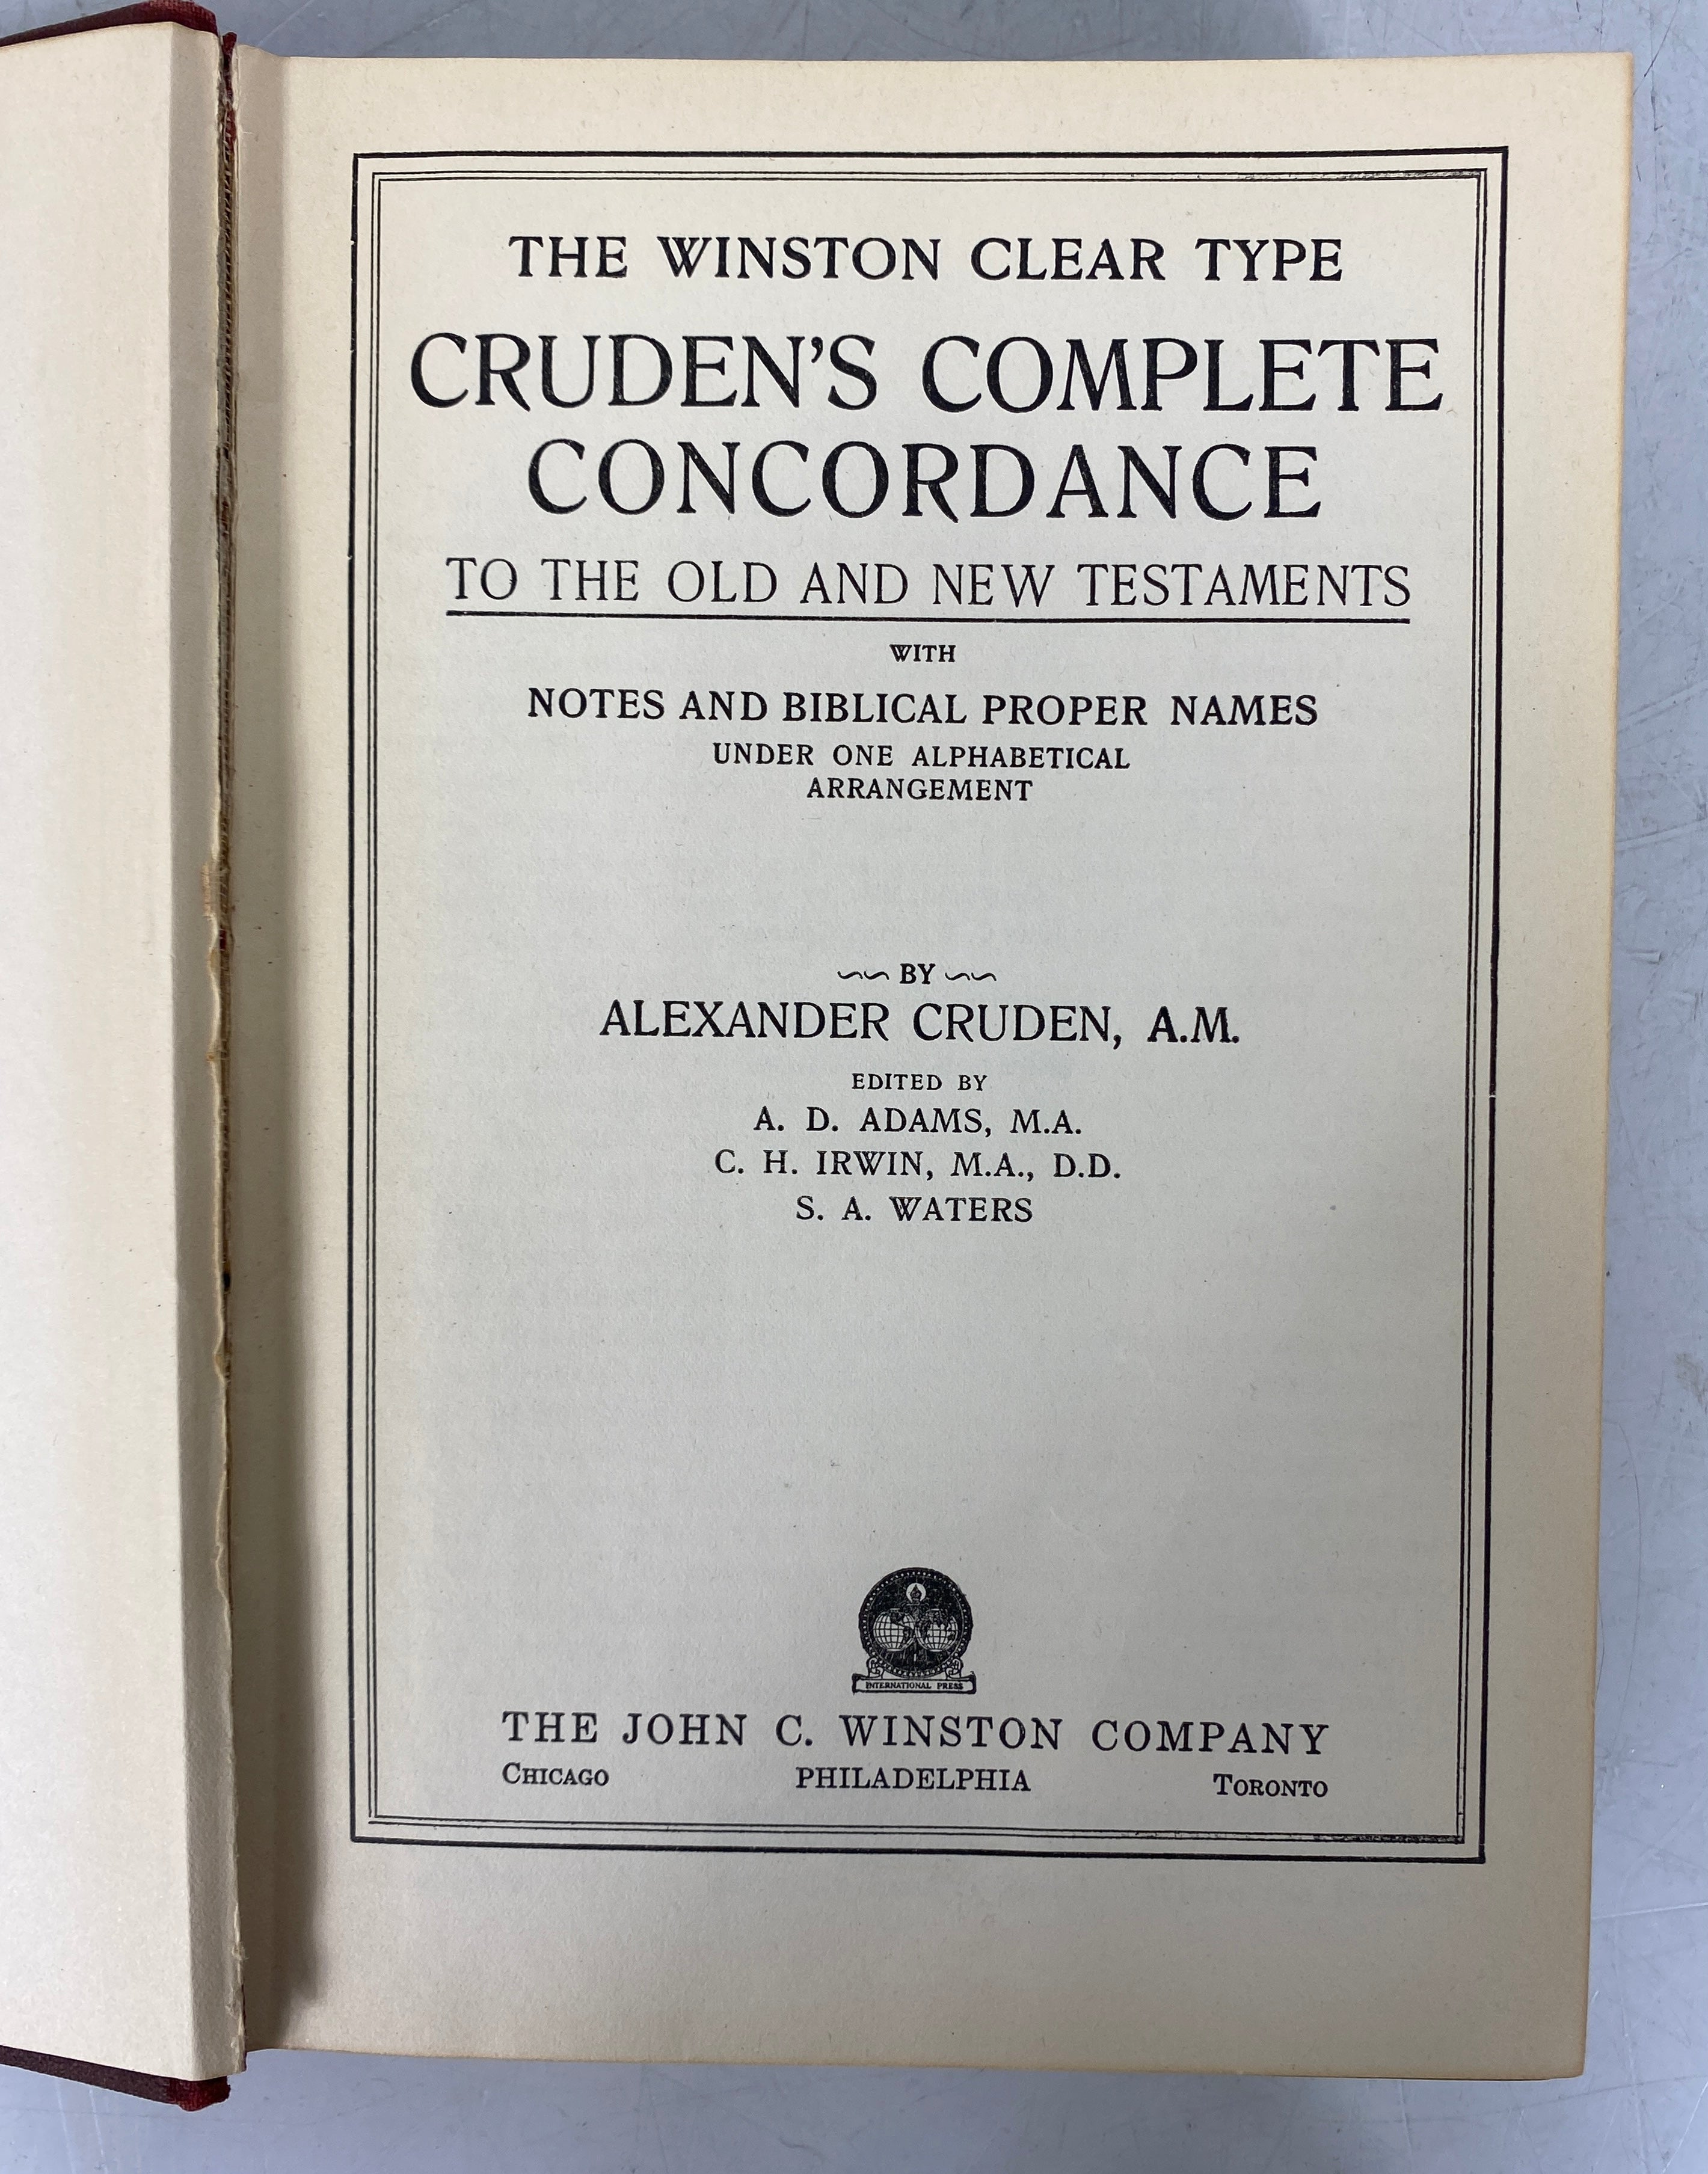 THE WINSTON CLEAR TYPE
CRUDEN'S COMPLETE
CONCORDANCE
TO THE OLD AND NEW TESTAMENTS
WITH
NOTES AND BIBLICAL PROPER NAMES
UNDER ONE ALPHABETICAL
ARRANGEMENT
BY
ALEXANDER CRUDEN, A.M.
EDITED BY
A. D. ADAMS, M.A.
C. H. IRWIN, M.A., D.D.
S. A. WATERS
INTERNATIONAL PRESS
THE JOHN C. WINSTON COMPANY
CHICAGO PHILADELPHIA TORONTO